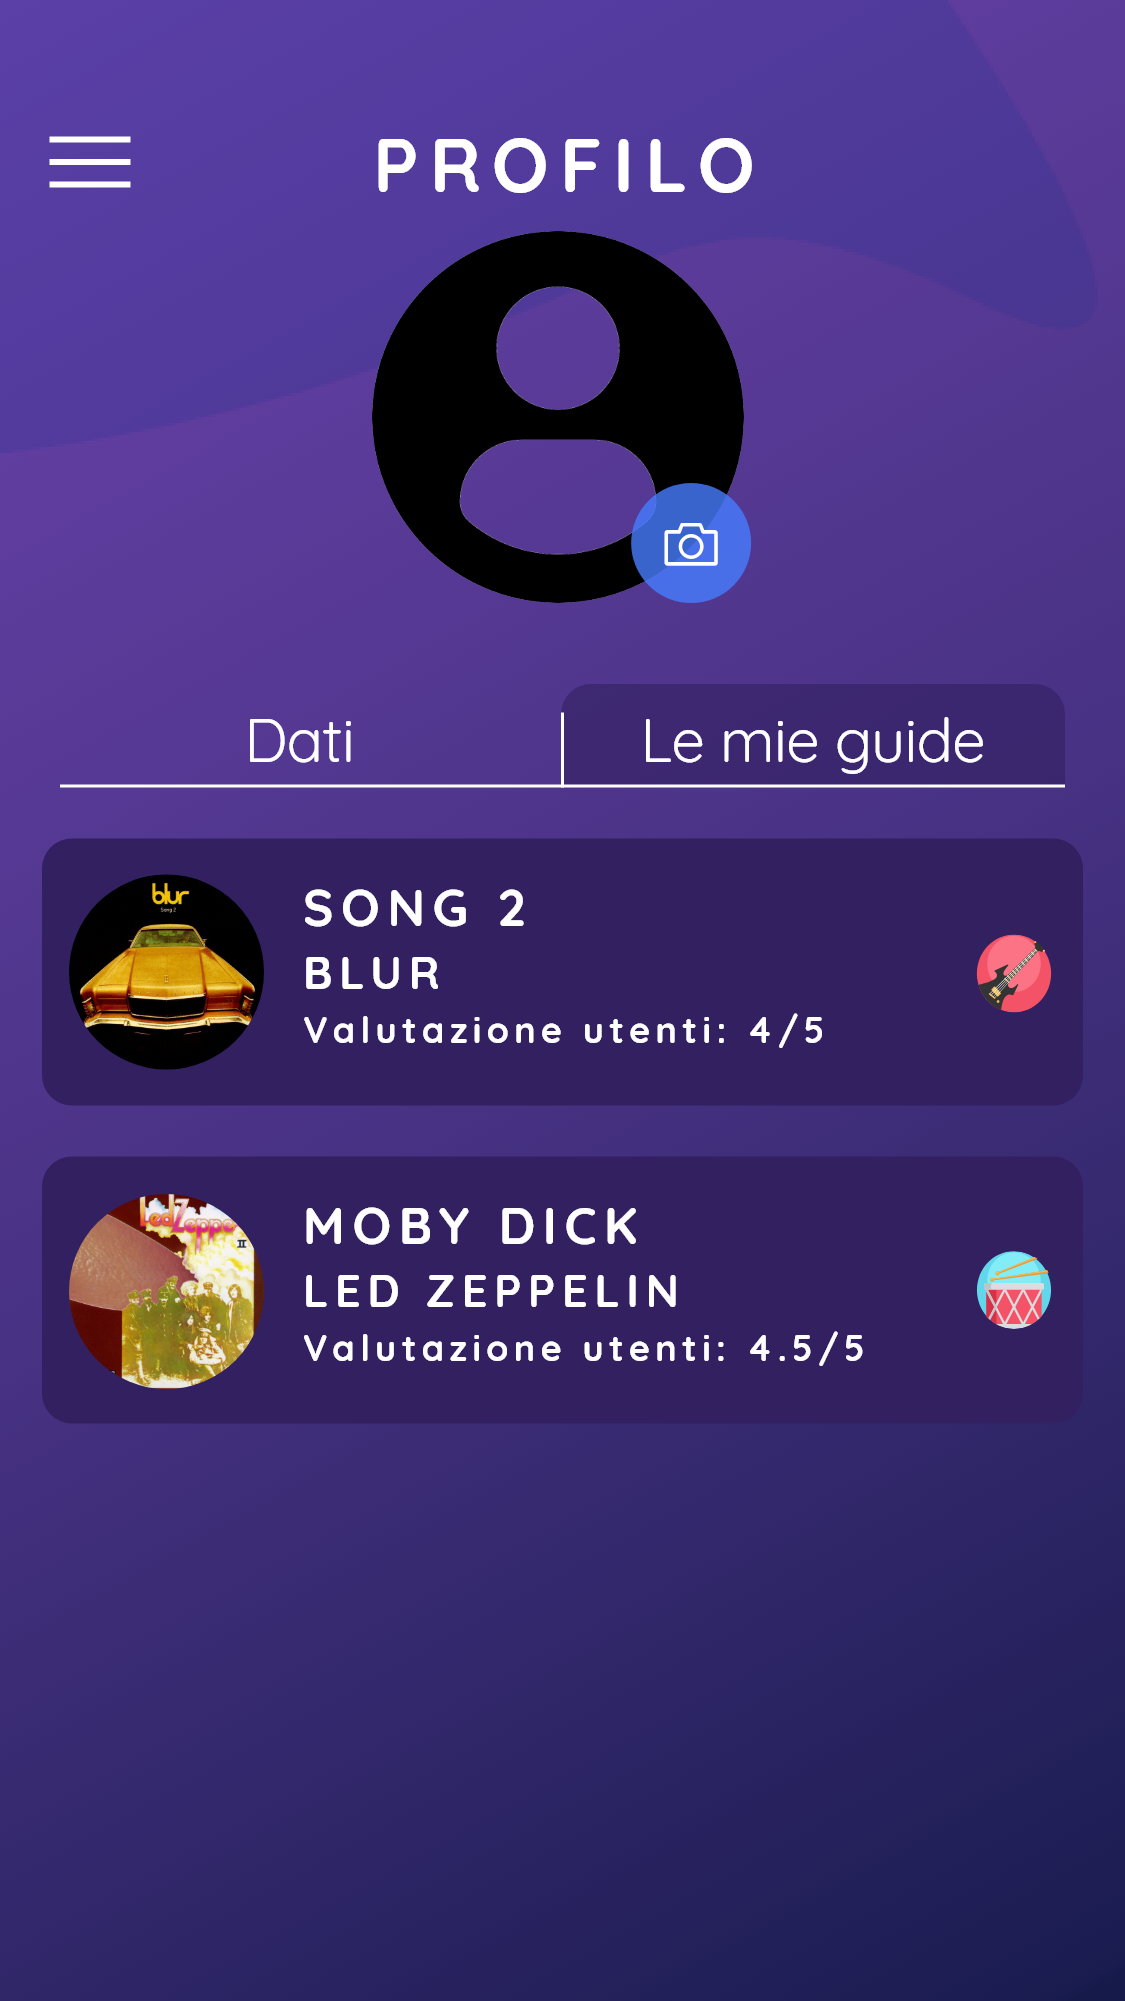 PROFILO
Dati
Le mie guide
blur
Song 2
SONG 2
BLUR
Valutazione utenti: 4/5
Led Zeppe
II
MOBY DICK
LED ZEPPELIN
Valutazione utenti: 4.5/5